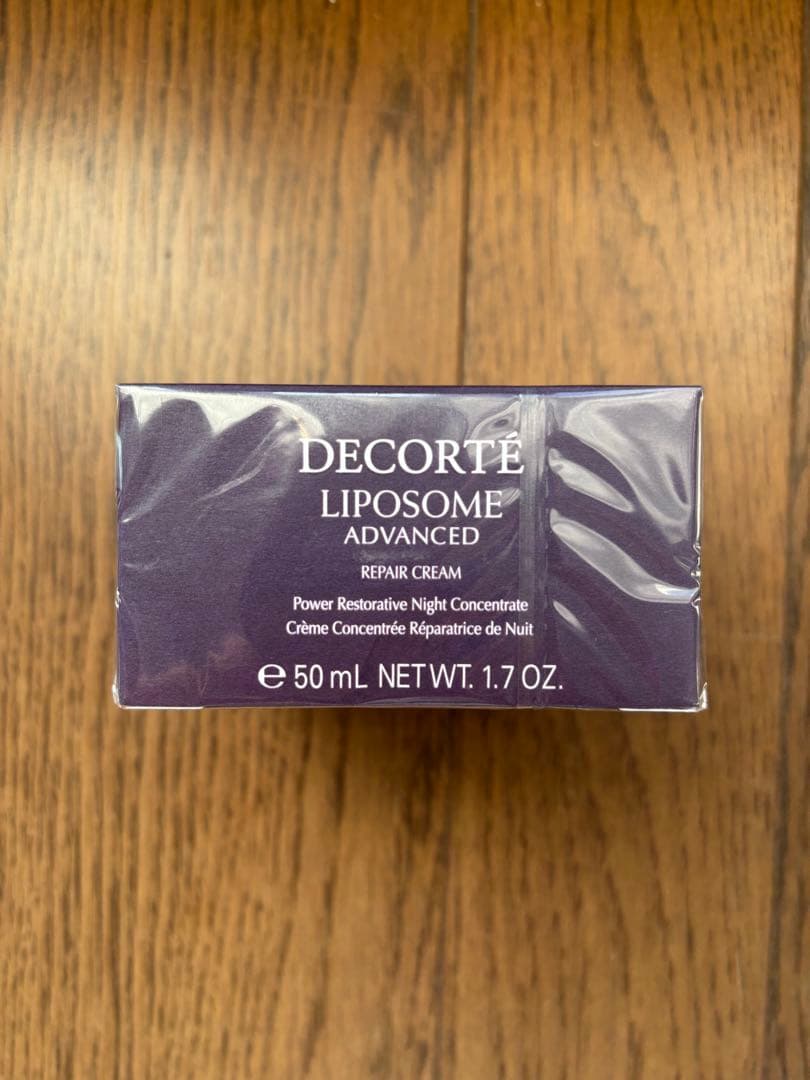 DECORTÉ
LIPOSOME
ADVANCED
REPAIR CREAM
Power Restorative Night Concentrate
Crème Concentrée Réparatrice de Nuit
℮ 50 mL NET WT. 1.7 OZ.